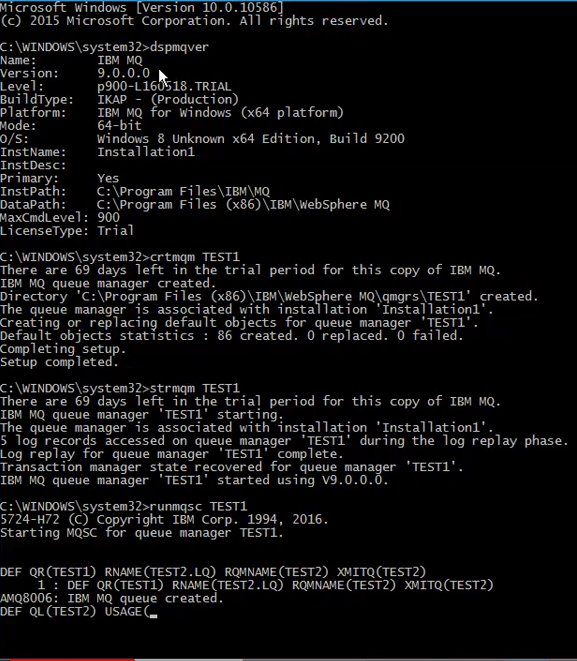 Microsoft Windows [Version 10.0.10586]
(c) 2015 Microsoft Corporation. All rights reserved.
C:\WINDOWS\system32>dspmqver
Name: IBM MQ
Version: 9.0.0.0
Level: p900-L160518.TRIAL
BuildType: IKAP - (Production)
Platform: IBM MQ for Windows (x64 platform)
Mode: 64-bit
O/S: Windows 8 Unknown x64 Edition, Build 9200
InstName: Installation1
InstDesc:
Primary: Yes
InstPath: C:\Program Files\IBM\MQ
DataPath: C:\Program Files (x86)\IBM\WebSphere MQ
MaxCmdLevel: 900
LicenseType: Trial
C:\WINDOWS\system32>crtmqm TEST1
There are 69 days left in the trial period for this copy of IBM MQ.
IBM MQ queue manager created.
Directory 'C:\Program Files (x86)\IBM\WebSphere MQ\qmgrs\TEST1' created.
The queue manager is associated with installation 'Installation1'.
Creating or replacing default objects for queue manager 'TEST1'.
Default objects statistics : 86 created. 0 replaced. 0 failed.
Completing setup.
Setup completed.
C:\WINDOWS\system32>strmqm TEST1
There are 69 days left in the trial period for this copy of IBM MQ.
IBM MQ queue manager 'TEST1' starting.
The queue manager is associated with installation 'Installation1'.
5 log records accessed on queue manager 'TEST1' during the log replay phase.
Log replay for queue manager 'TEST1' complete.
Transaction manager state recovered for queue manager 'TEST1'.
IBM MQ queue manager 'TEST1' started using V9.0.0.0.
C:\WINDOWS\system32>runmqsc TEST1
5724-H72 (C) Copyright IBM Corp. 1994, 2016.
Starting MQSC for queue manager TEST1.
DEF QR(TEST1) RNAME(TEST2.LQ) RQMNAME(TEST2) XMITQ(TEST2)
1 : DEF QR(TEST1) RNAME(TEST2.LQ) RQMNAME(TEST2) XMITQ(TEST2)
AMQ8006: IBM MQ queue created.
DEF QL(TEST2) USAGE(_